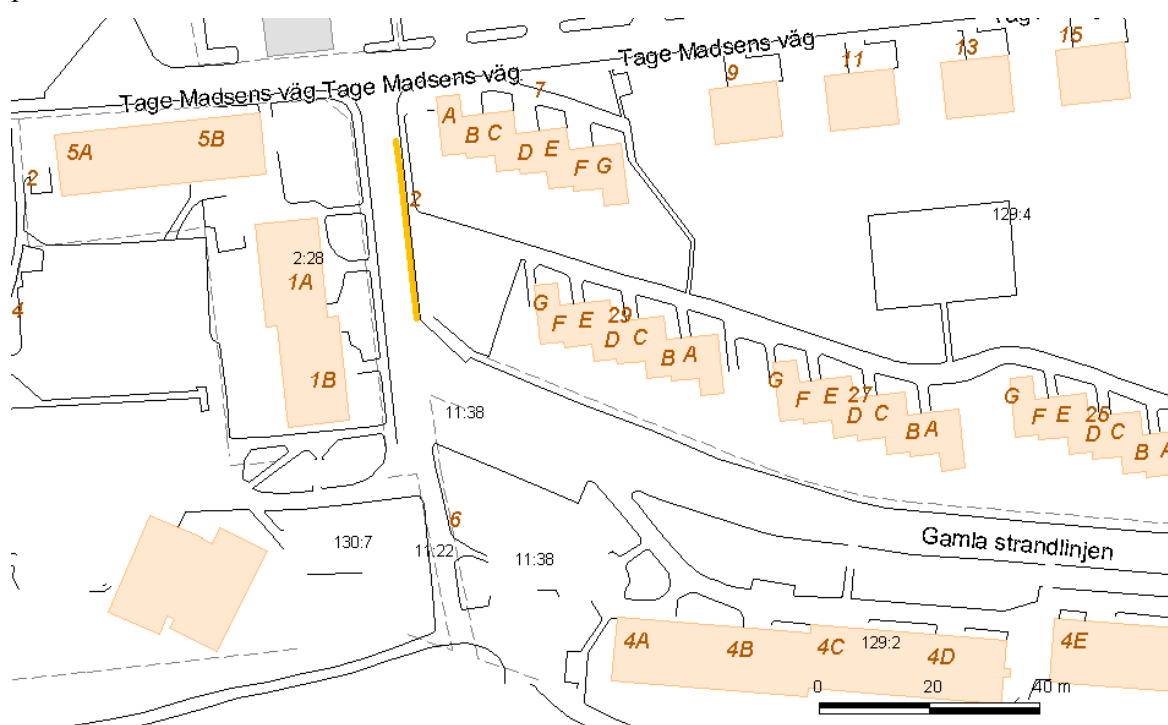 15
13
11
9
Tage Madsens väg
7
Tage Madsens väg Tage Madsens väg
A
B C
D E
F G
5A
5B
2
2
129:4
2:28
1A
4
G
F E 29
D C
B A
1B
G
F E 27
D C
B A
G
F E 25
D C
B A
11:38
6
130:7
11:22
11:38
Gamla strandlinjen
4A
4B
4C
129:2
4D
4E
0 20 40 m